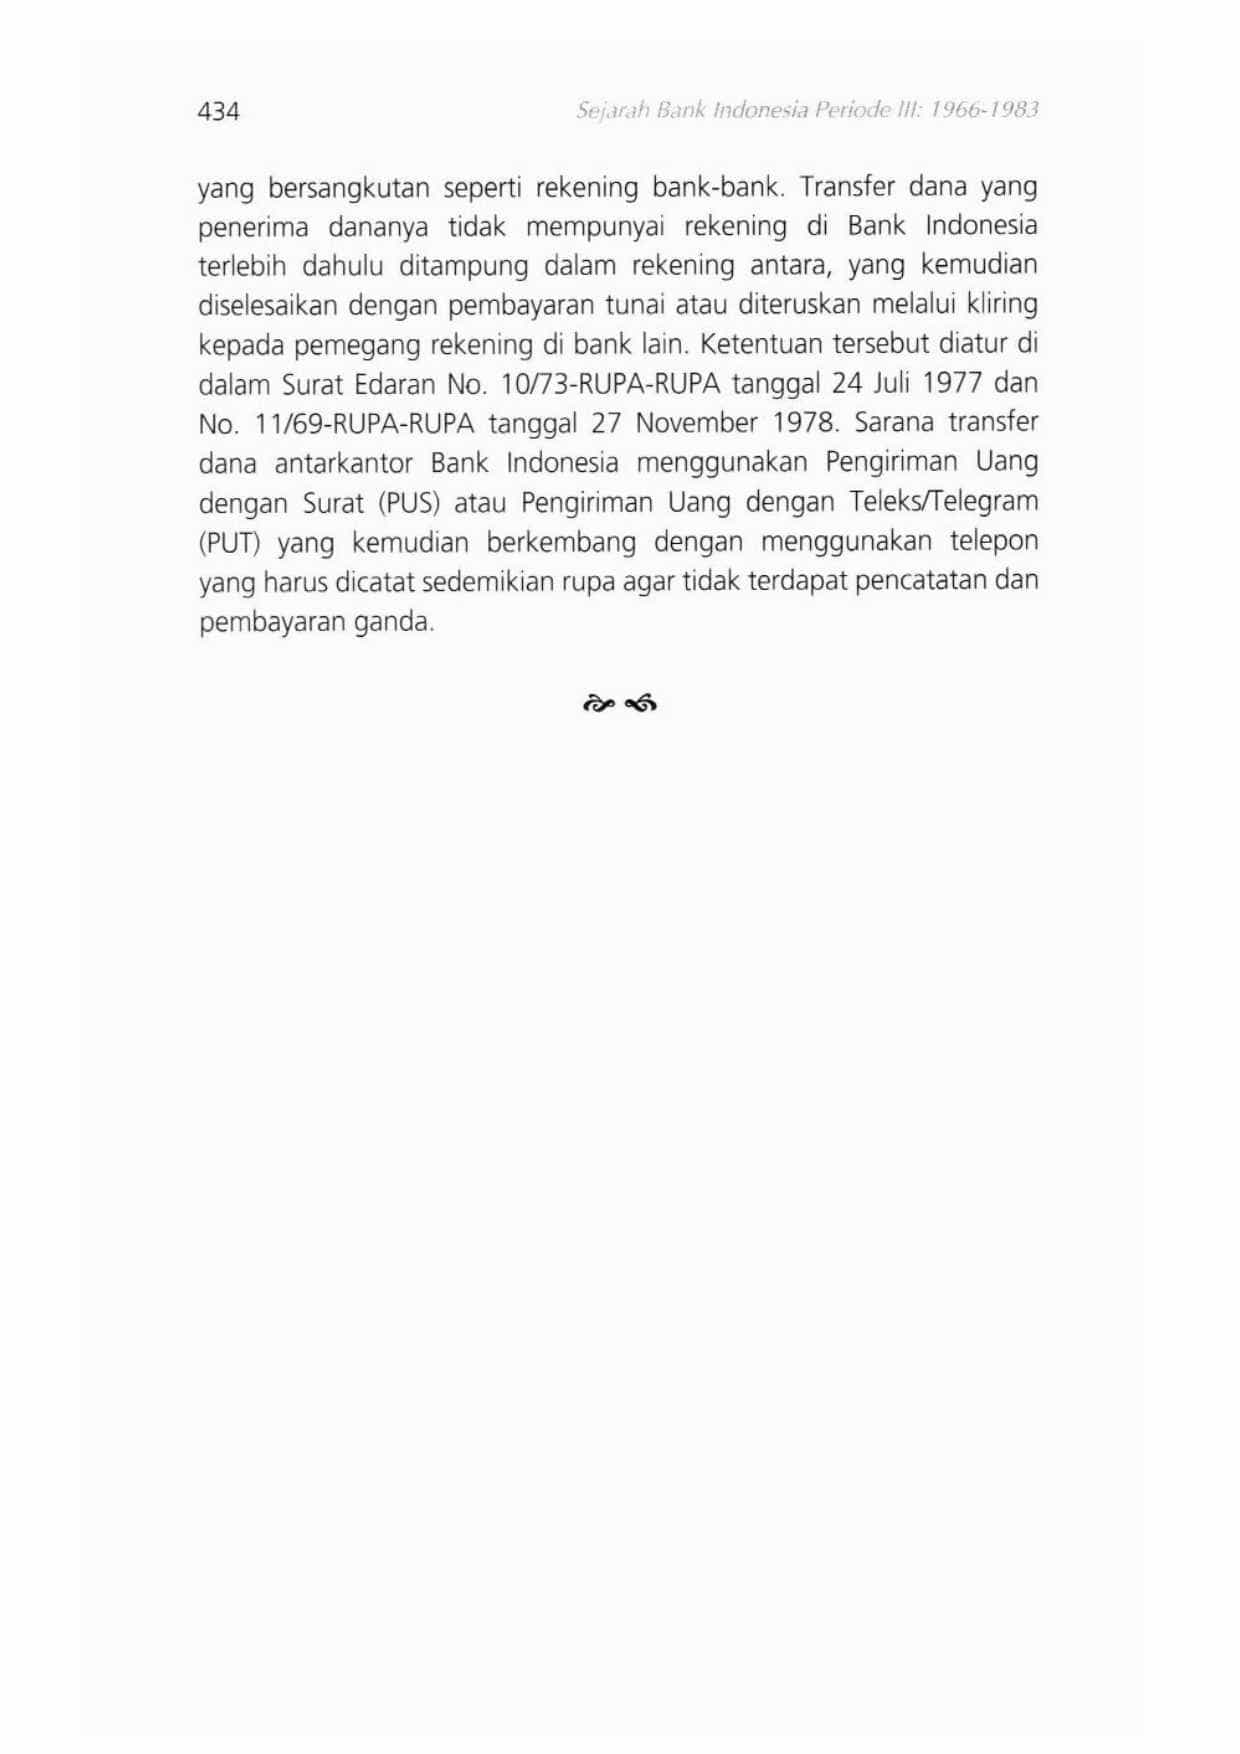 434
Sejarah Bank Indonesia Periode III: 1966-1983
yang bersangkutan seperti rekening bank-bank. Transfer dana yang
penerima dananya tidak mempunyai rekening di Bank Indonesia
terlebih dahulu ditampung dalam rekening antara, yang kemudian
diselesaikan dengan pembayaran tunai atau diteruskan melalui kliring
kepada pemegang rekening di bank lain. Ketentuan tersebut diatur di
dalam Surat Edaran No. 10/73-RUPA-RUPA tanggal 24 Juli 1977 dan
No. 11/69-RUPA-RUPA tanggal 27 November 1978. Sarana transfer
dana antarkantor Bank Indonesia menggunakan Pengiriman Uang
dengan Surat (PUS) atau Pengiriman Uang dengan Teleks/Telegram
(PUT) yang kemudian berkembang dengan menggunakan telepon
yang harus dicatat sedemikian rupa agar tidak terdapat pencatatan dan
pembayaran ganda.